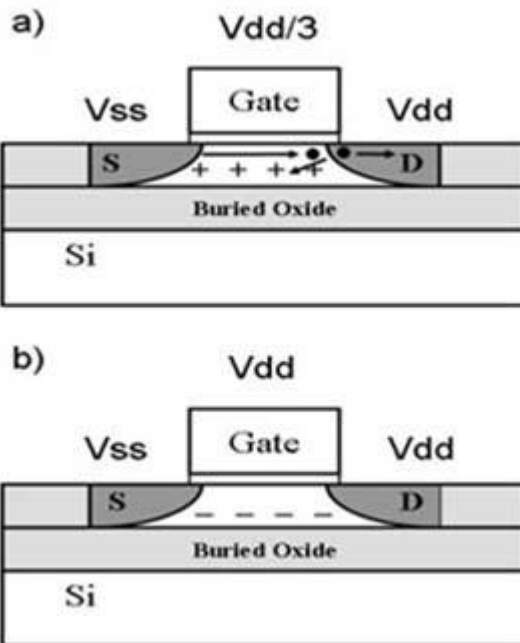 a)
Vdd/3
Vss Gate Vdd
S D
+ + + +
Buried Oxide
Si
b)
Vdd
Vss Gate Vdd
S D
– – – –
Buried Oxide
Si